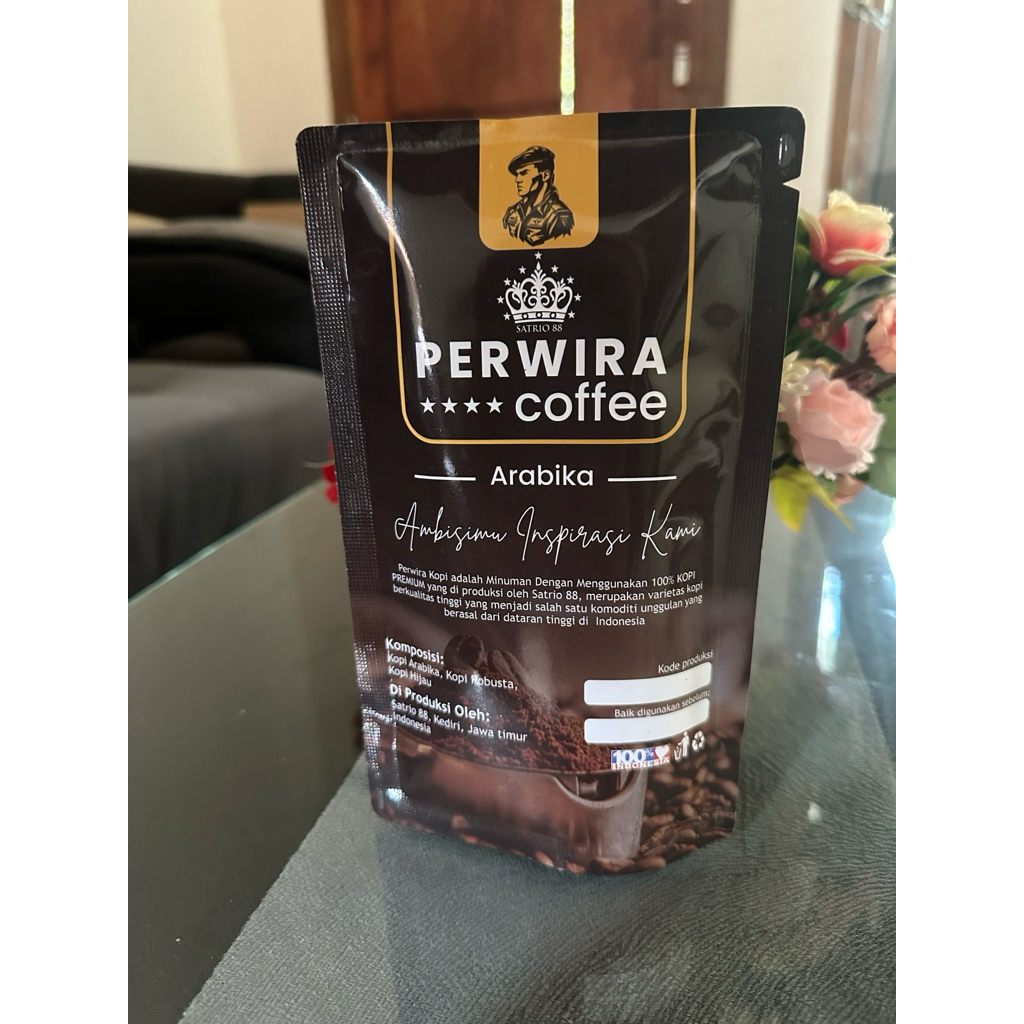 SATRIO 88
PERWIRA
★★★★ coffee
Arabika
Ambisimu Inspirasi Kami
Perwira Kopi adalah Minuman Dengan Menggunakan 100% KOPI
PREMIUM yang di produksi oleh Satrio 88, merupakan varietas kopi
berkualitas tinggi yang menjadi salah satu komoditi unggulan yang
berasal dari dataran tinggi di Indonesia
Komposisi:
Kopi Arabika, Kopi Robusta,
Kopi Hijau
Di Produksi Oleh:
Satrio 88, Kediri, Jawa timur
Indonesia
Kode produksi
Baik digunakan sebelum:
100%
INDONESIA